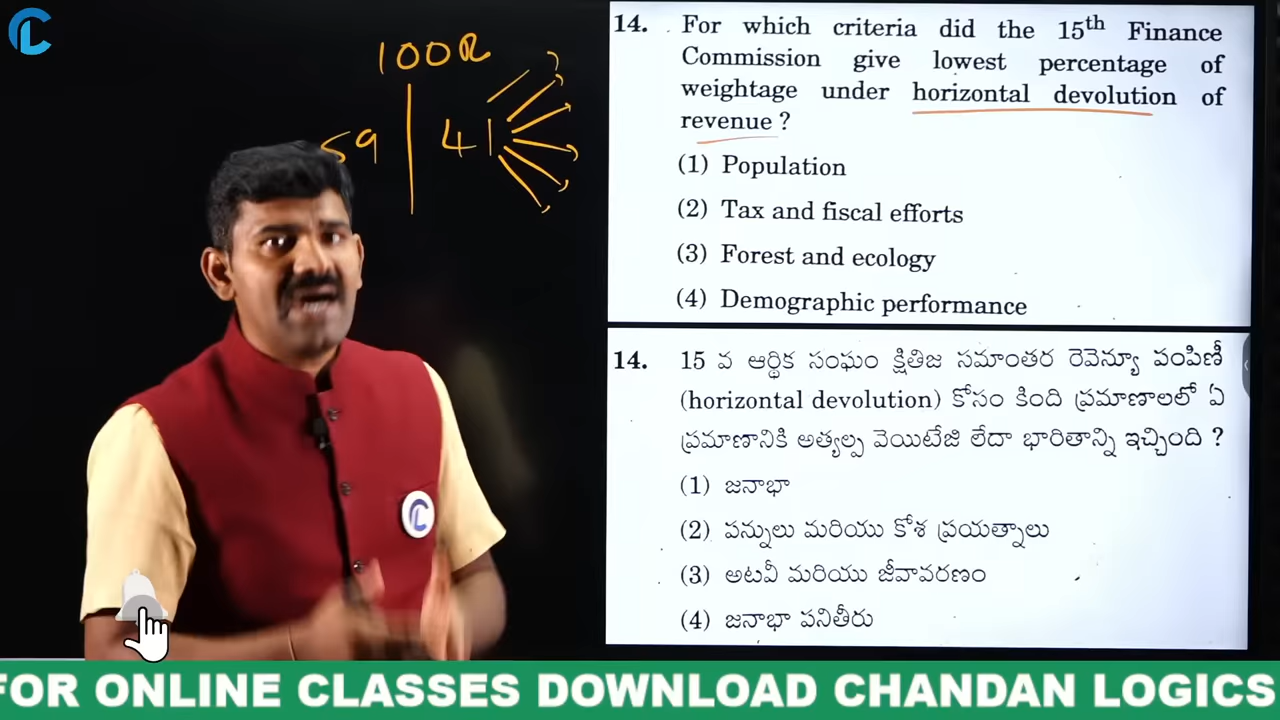 100R
59 41
14. For which criteria did the 15th Finance
Commission give lowest percentage of
weightage under horizontal devolution of
revenue ?
(1) Population
(2) Tax and fiscal efforts
(3) Forest and ecology
(4) Demographic performance
14. 15 వ ఆర్థిక సంఘం క్షితిజ సమాంతర రెవెన్యూ పంపిణీ
(horizontal devolution) కోసం కింది ప్రమాణాలలో ఏ
ప్రమాణానికి అత్యల్ప వెయిటేజి లేదా భారితాన్ని ఇచ్చింది ?
(1) జనాభా
(2) పన్నులు మరియు కోశ ప్రయత్నాలు
(3) అటవీ మరియు జీవావరణం
(4) జనాభా పనితీరు
FOR ONLINE CLASSES DOWNLOAD CHANDAN LOGICS